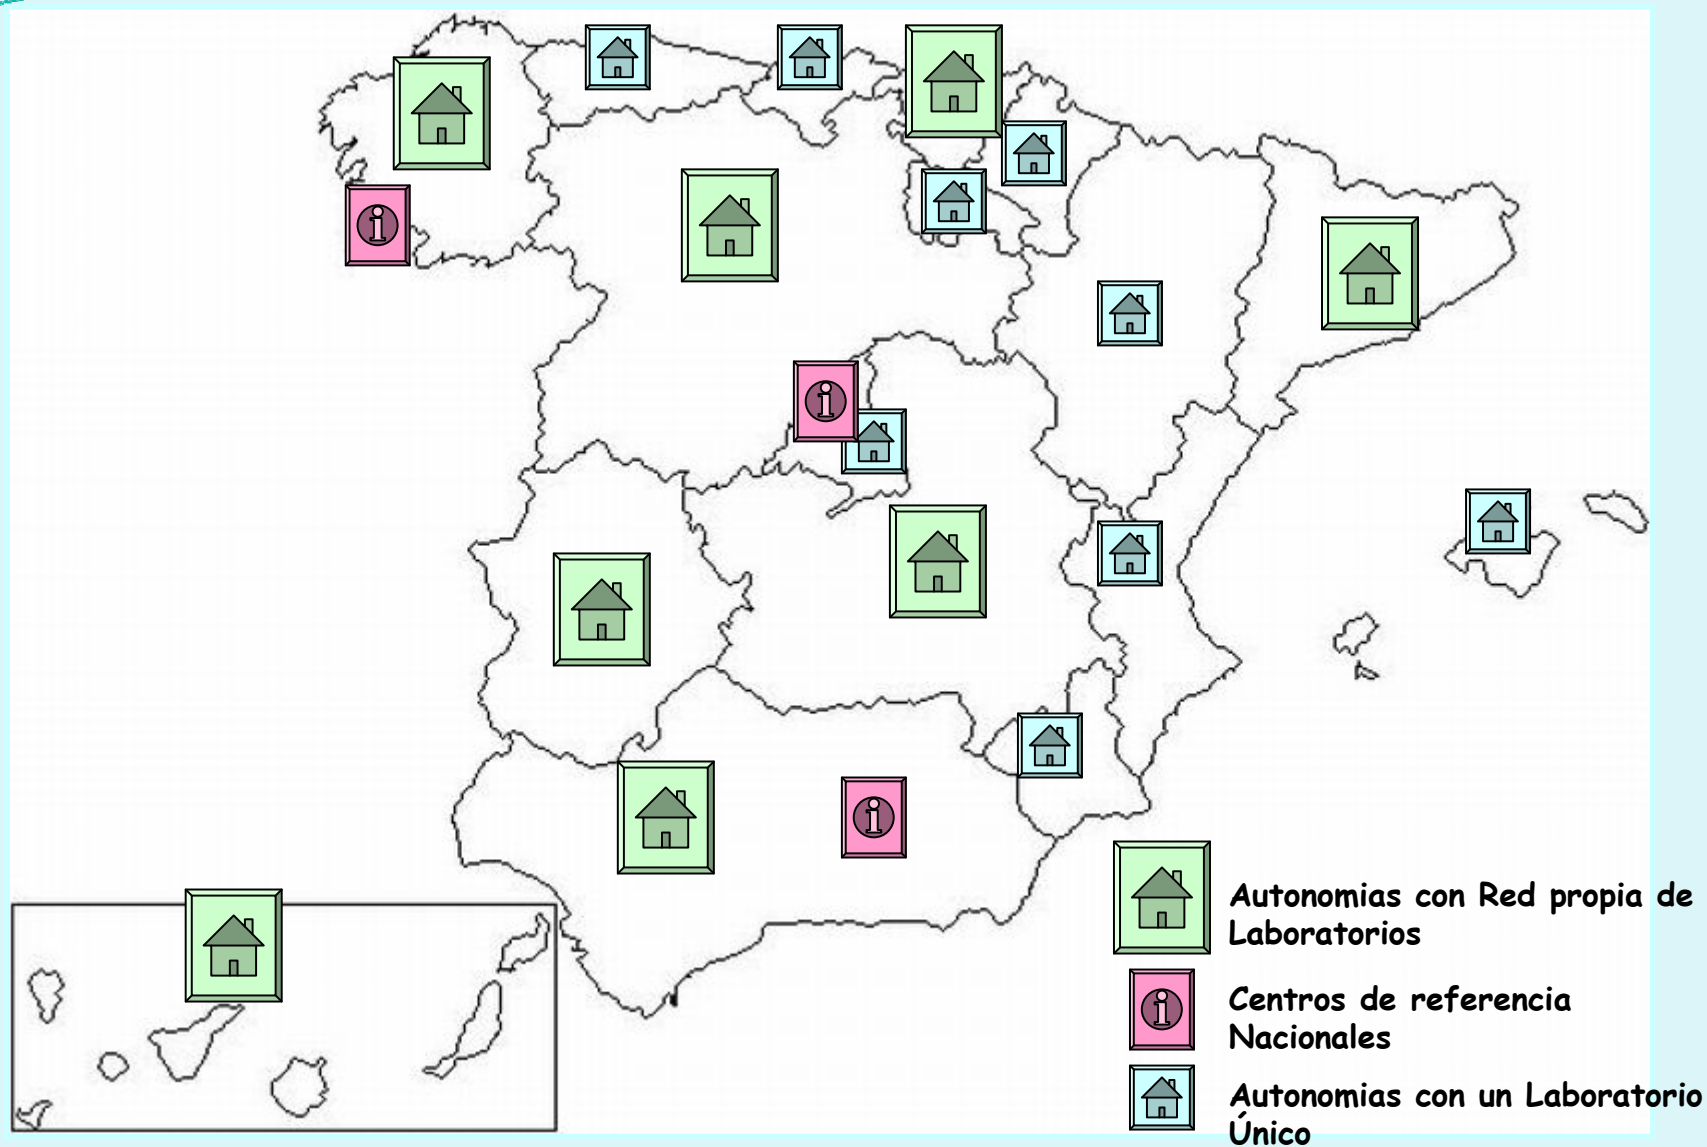 Autonomias con Red propia de
Laboratorios
Centros de referencia
Nacionales
Autonomias con un Laboratorio
Único